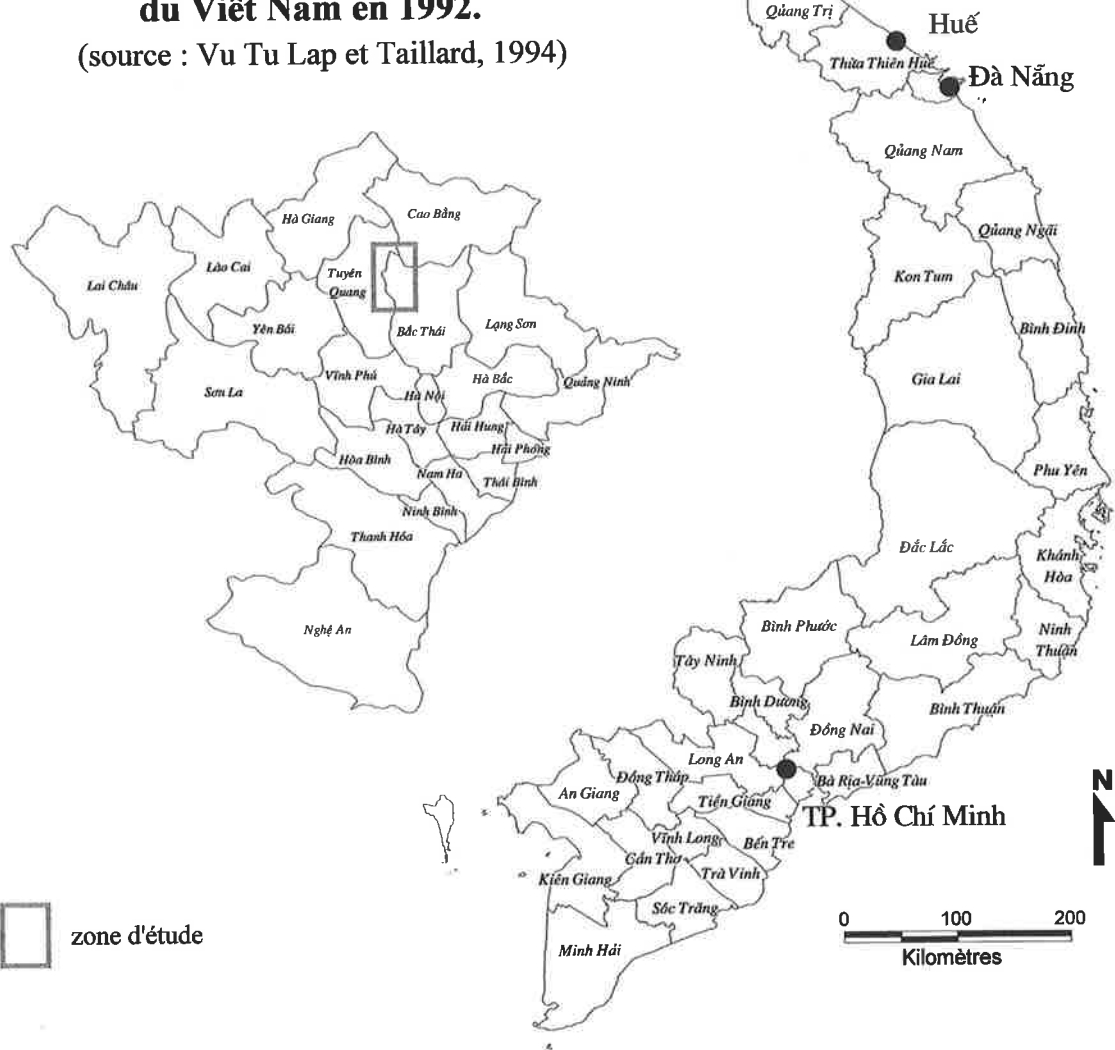 du Viêt Nam en 1992.
(source : Vu Tu Lap et Taillard, 1994)
Qủang Trị
Huế
Thừa Thiên Huế
Đà Nẵng
Qủang Nam
Qủang Ngãi
Kon Tum
Bình Đinh
Gia Lai
Phu Yên
Đắc Lắc
Khánh
Hòa
Bình Phước
Lâm Đồng
Ninh
Thuận
Tây Ninh
Bình Dương
Đồng Nai
Bình Thuận
Long An
Bà Rịa-Vũng Tàu
Đồng Tháp
An Giang
Tiền Giang
TP. Hồ Chí Minh
Vĩnh Long
Bến Tre
Cần Thơ
Trà Vinh
Kiên Giang
Sóc Trăng
Minh Hải
Hà Giang
Cao Bằng
Lai Châu
Lào Cai
Tuyên
Quang
Yên Bái
Bắc Thái
Lạng Sơn
Sơn La
Vĩnh Phú
Hà Bắc
Quảng Ninh
Hà Nội
Hà Tây
Hải Hung
Hải Phòng
Hòa Bình
Nam Ha
Thái Bình
Ninh Bình
Thanh Hóa
Nghệ An
zone d'étude
N
0 100 200
Kilomètres